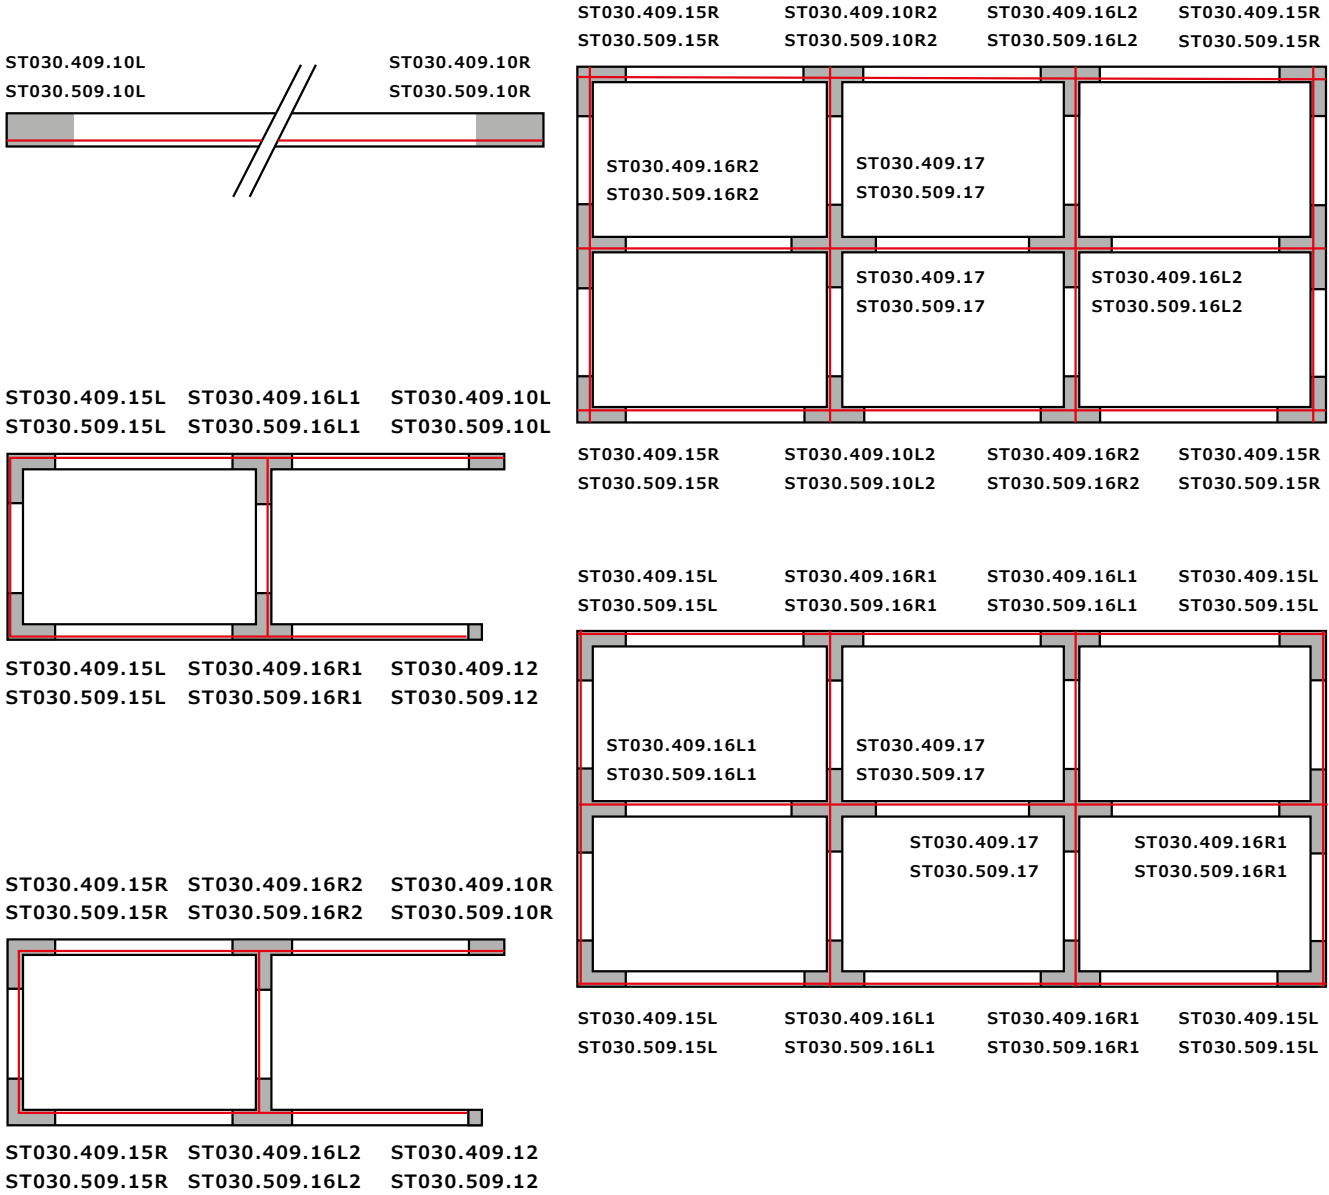 ST030.409.10L ST030.409.10R
ST030.509.10L ST030.509.10R
ST030.409.15L ST030.409.16L1 ST030.409.10L
ST030.509.15L ST030.509.16L1 ST030.509.10L
ST030.409.15L ST030.409.16R1 ST030.409.12
ST030.509.15L ST030.509.16R1 ST030.509.12
ST030.409.15R ST030.409.16R2 ST030.409.10R
ST030.509.15R ST030.509.16R2 ST030.509.10R
ST030.409.15R ST030.409.16L2 ST030.409.12
ST030.509.15R ST030.509.16L2 ST030.509.12
ST030.409.15R ST030.409.10R2 ST030.409.16L2 ST030.409.15R
ST030.509.15R ST030.509.10R2 ST030.509.16L2 ST030.509.15R
ST030.409.16R2 ST030.409.17
ST030.509.16R2 ST030.509.17
ST030.409.17 ST030.409.16L2
ST030.509.17 ST030.509.16L2
ST030.409.15R ST030.409.10L2 ST030.409.16R2 ST030.409.15R
ST030.509.15R ST030.509.10L2 ST030.509.16R2 ST030.509.15R
ST030.409.15L ST030.409.16R1 ST030.409.16L1 ST030.409.15L
ST030.509.15L ST030.509.16R1 ST030.509.16L1 ST030.509.15L
ST030.409.16L1 ST030.409.17
ST030.509.16L1 ST030.509.17
ST030.409.17 ST030.409.16R1
ST030.509.17 ST030.509.16R1
ST030.409.15L ST030.409.16L1 ST030.409.16R1 ST030.409.15L
ST030.509.15L ST030.509.16L1 ST030.509.16R1 ST030.509.15L